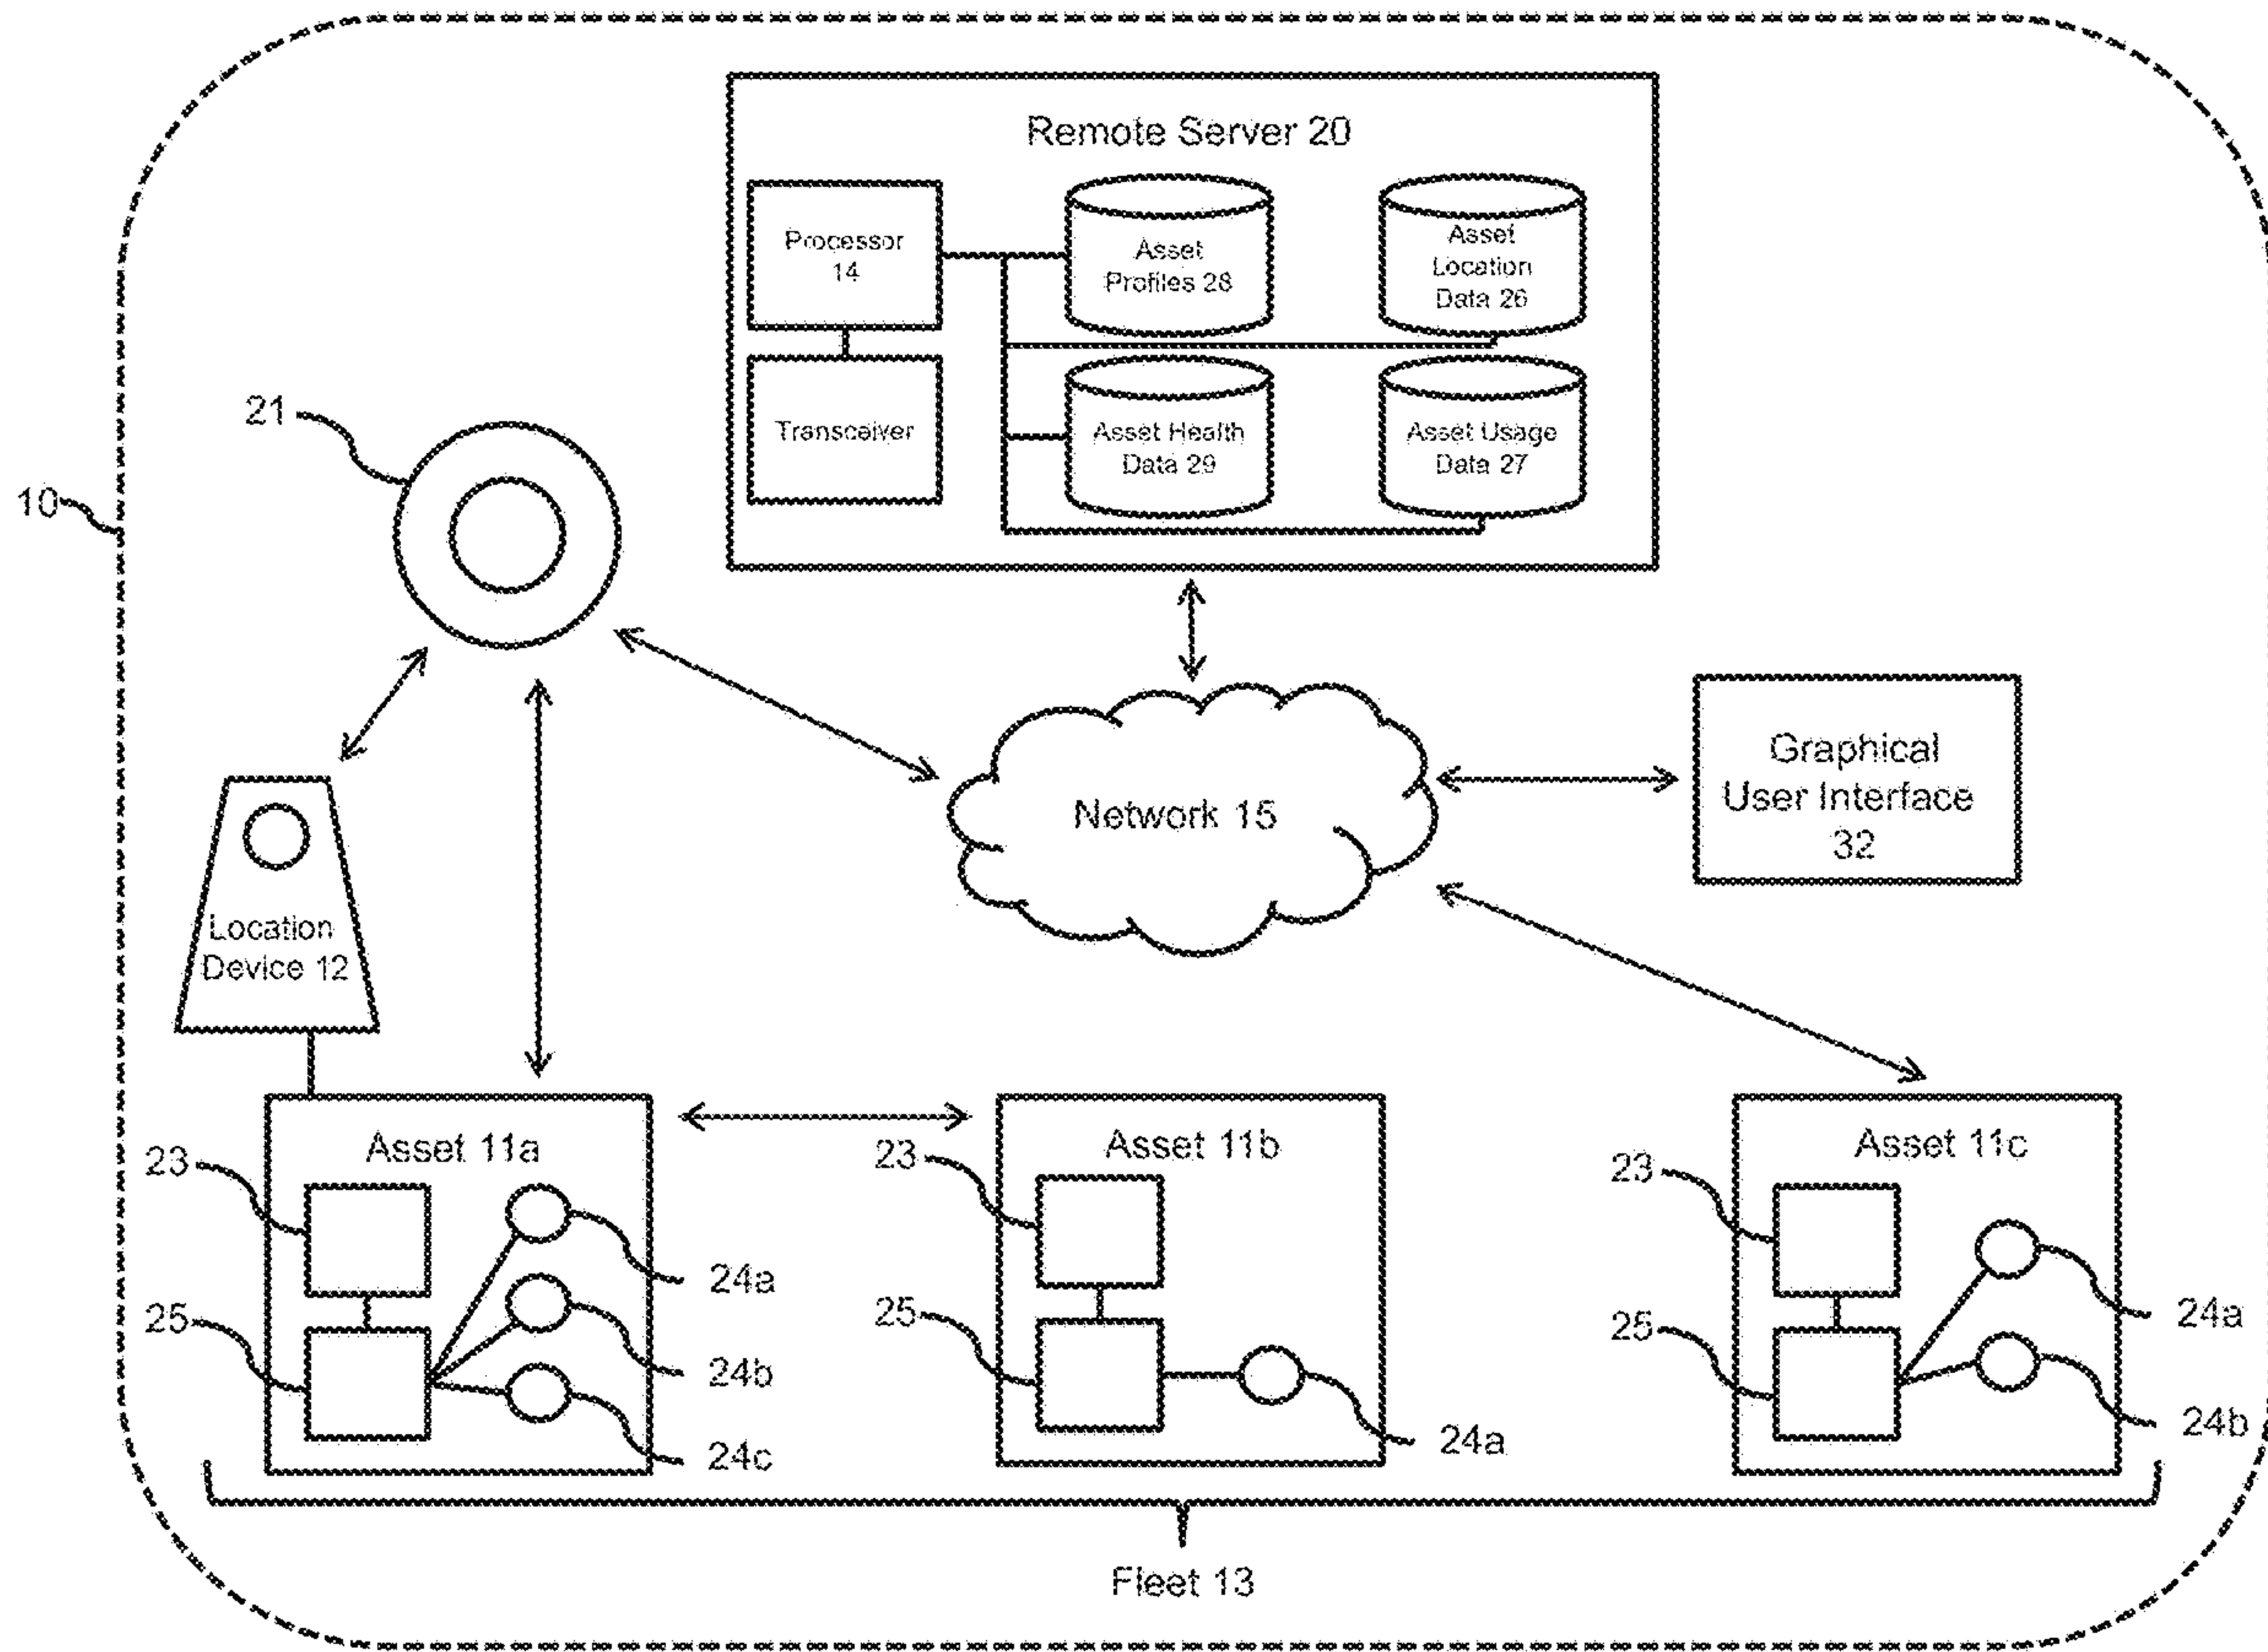 Remote Server 20
Processor
14
Asset
Profiles 28
Asset
Location
Data 26
Transceiver
Asset Health
Data 29
Asset Usage
Data 27
21
10
Graphical
User Interface
32
Network 15
Location
Device 12
Asset 11a
23
25
24a
24b
24c
Asset 11b
23
25
24a
Asset 11c
23
25
24a
24b
Fleet 13